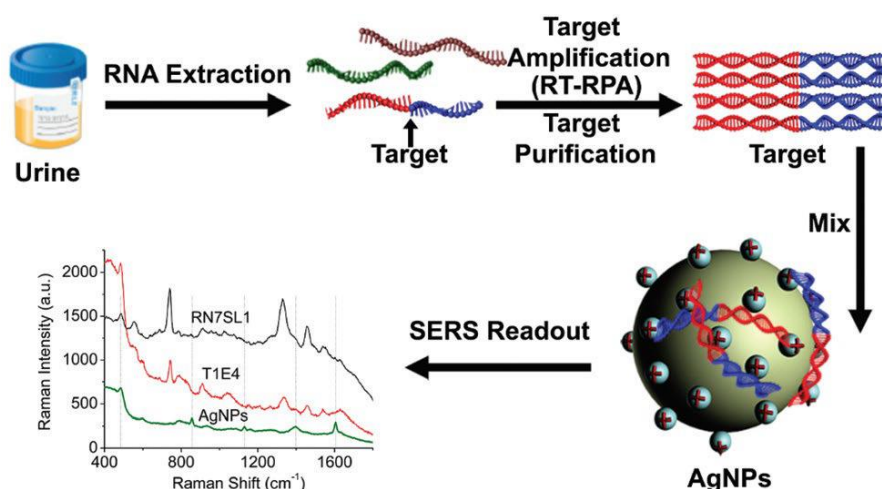 RNA Extraction
Target
Amplification
(RT-RPA)
Target
Purification
Urine
Target
Target
Mix
2000
1500
1000
500
0
Raman Intensity (a.u.)
RN7SL1
T1E4
AgNPs
400
800
1200
1600
Raman Shift (cm⁻¹)
SERS Readout
+
AgNPs